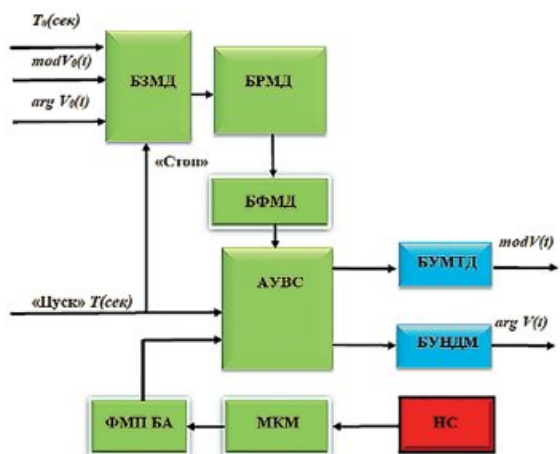 T₀(сек)
modV₀(t)
arg V₀(t)
БЗМД
БРМД
«Стоп»
БФМД
АУВС
БУМТД
modV(t)
«Пуск» T(сек)
БУНДМ
arg V(t)
ФМП БА
МКМ
НС